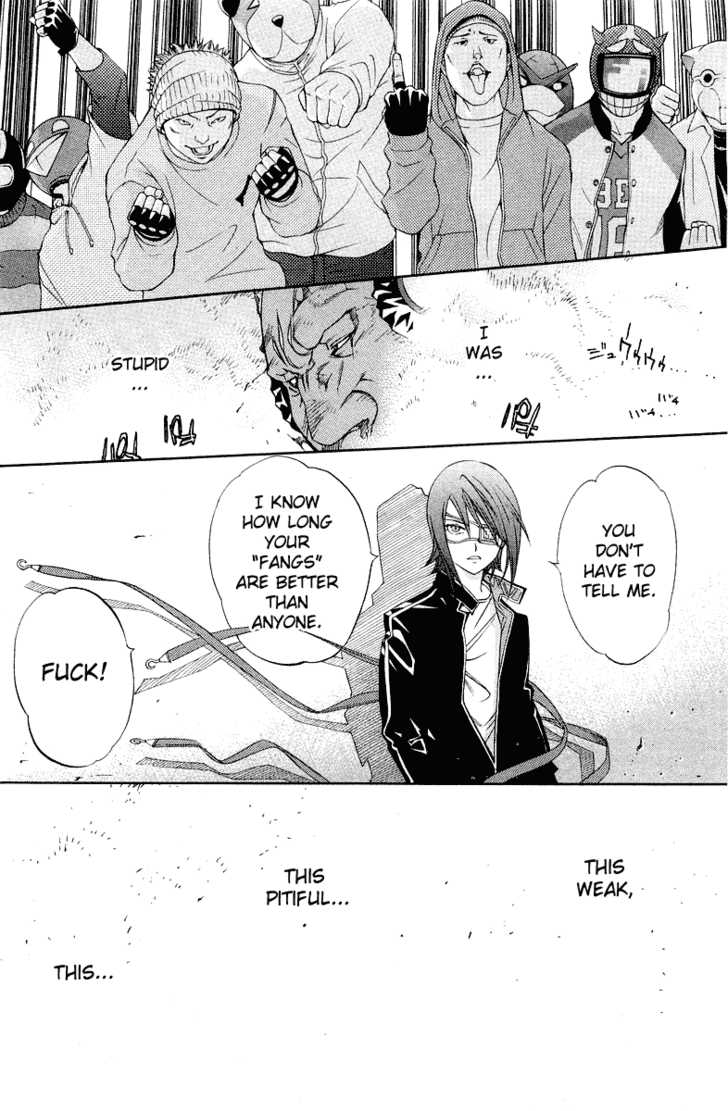 I
WAS
...
STUPID
...
YOU
DON'T
HAVE TO
TELL ME.
I KNOW
HOW LONG
YOUR
"FANGS"
ARE BETTER
THAN
ANYONE.
FUCK!
THIS
WEAK,
THIS
PITIFUL...
THIS...